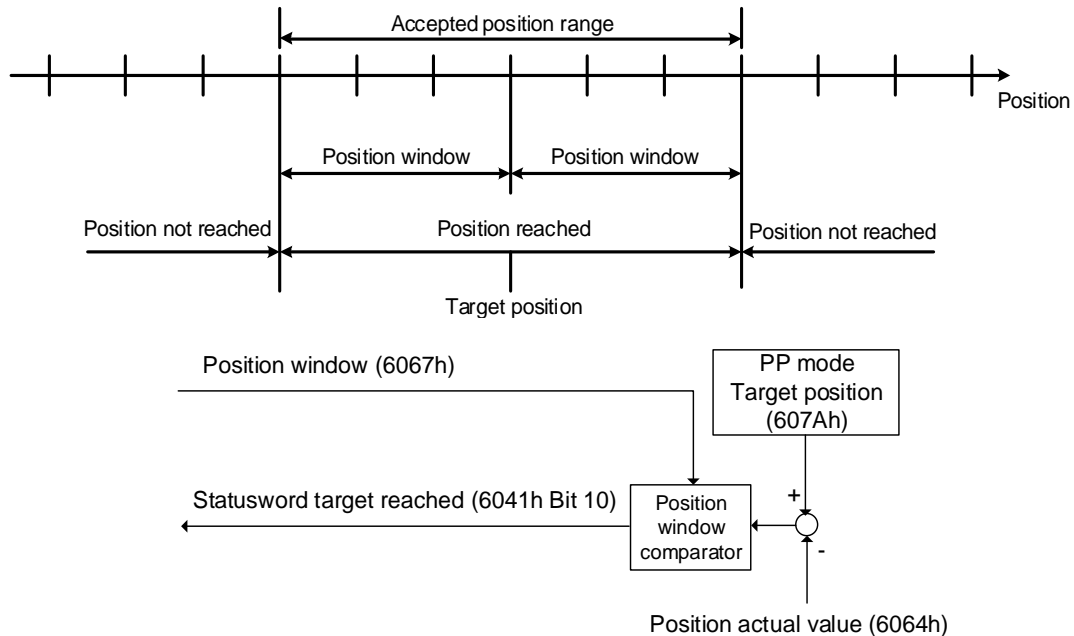 Accepted position range
Position
Position window
Position window
Position not reached
Position reached
Position not reached
Target position
Position window (6067h)
PP mode
Target position
(607Ah)
Statusword target reached (6041h Bit 10)
Position
window
comparator
+
-
Position actual value (6064h)